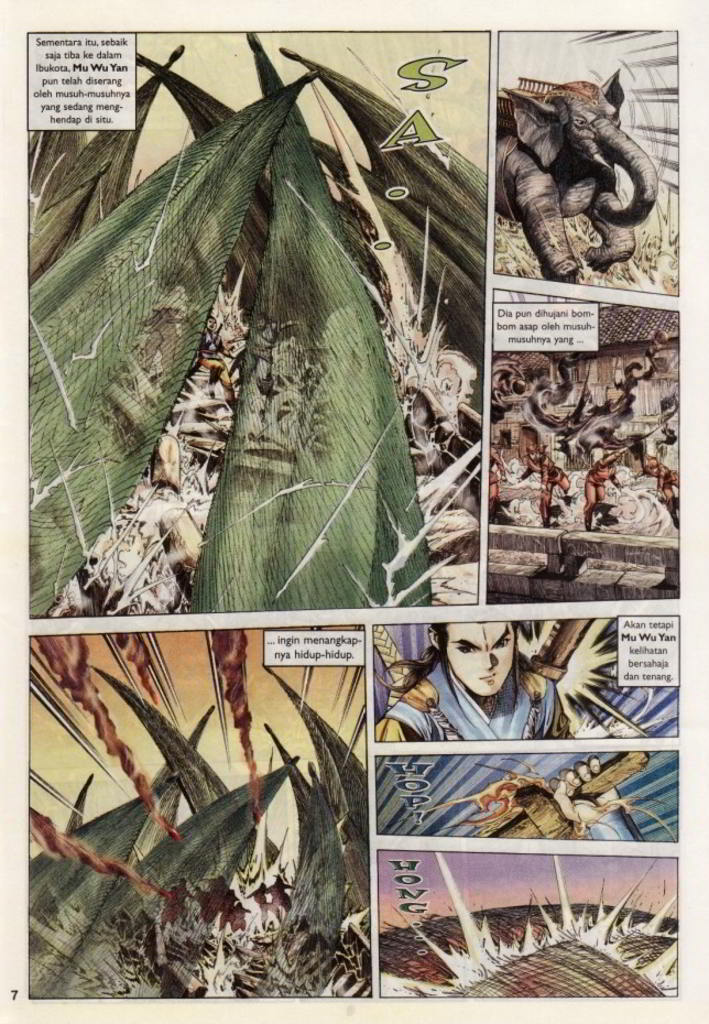 Sementara itu, sebaik
saja tiba ke dalam
Ibukota, Mu Wu Yan
pun telah diserang
oleh musuh-musuhnya
yang sedang meng-
hendap di situ.
SA...
Dia pun dihujani bom-
bom asap oleh musuh-
musuhnya yang ...
... ingin menangkap-
nya hidup-hidup.
Akan tetapi
Mu Wu Yan
kelihatan
bersahaja
dan tenang.
HOP!
HONG...
7